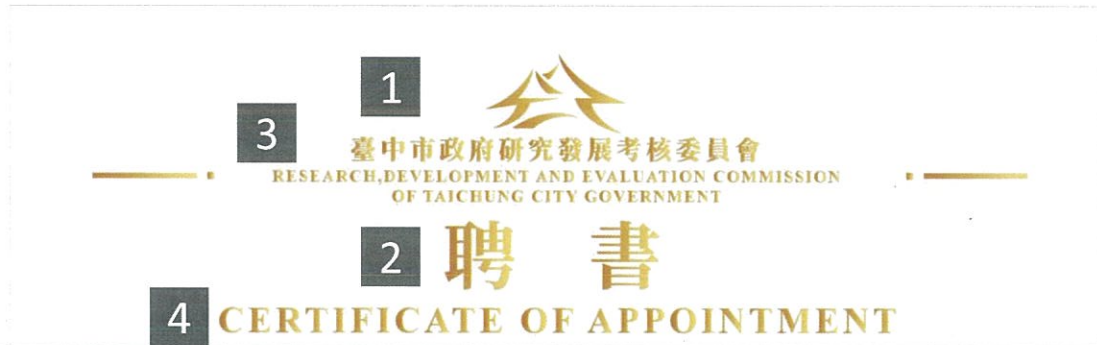 1
3
臺中市政府研究發展考核委員會
RESEARCH,DEVELOPMENT AND EVALUATION COMMISSION
OF TAICHUNG CITY GOVERNMENT
2
聘 書
4
CERTIFICATE OF APPOINTMENT